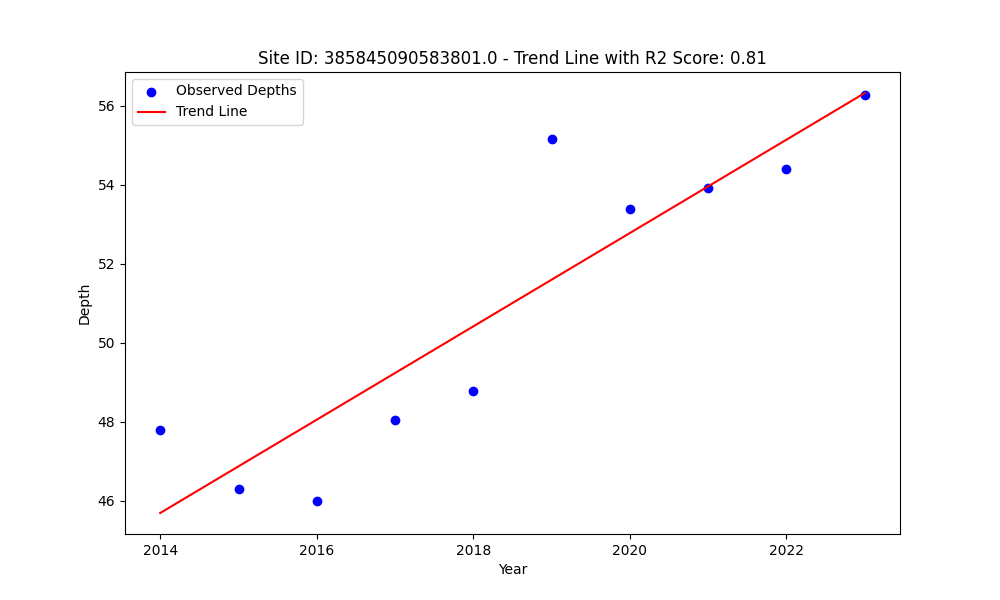 Site ID: 385845090583801.0 - Trend Line with R2 Score: 0.81
Observed Depths
Trend Line
56
54
52
50
48
46
Depth
2014
2016
2018
2020
2022
Year